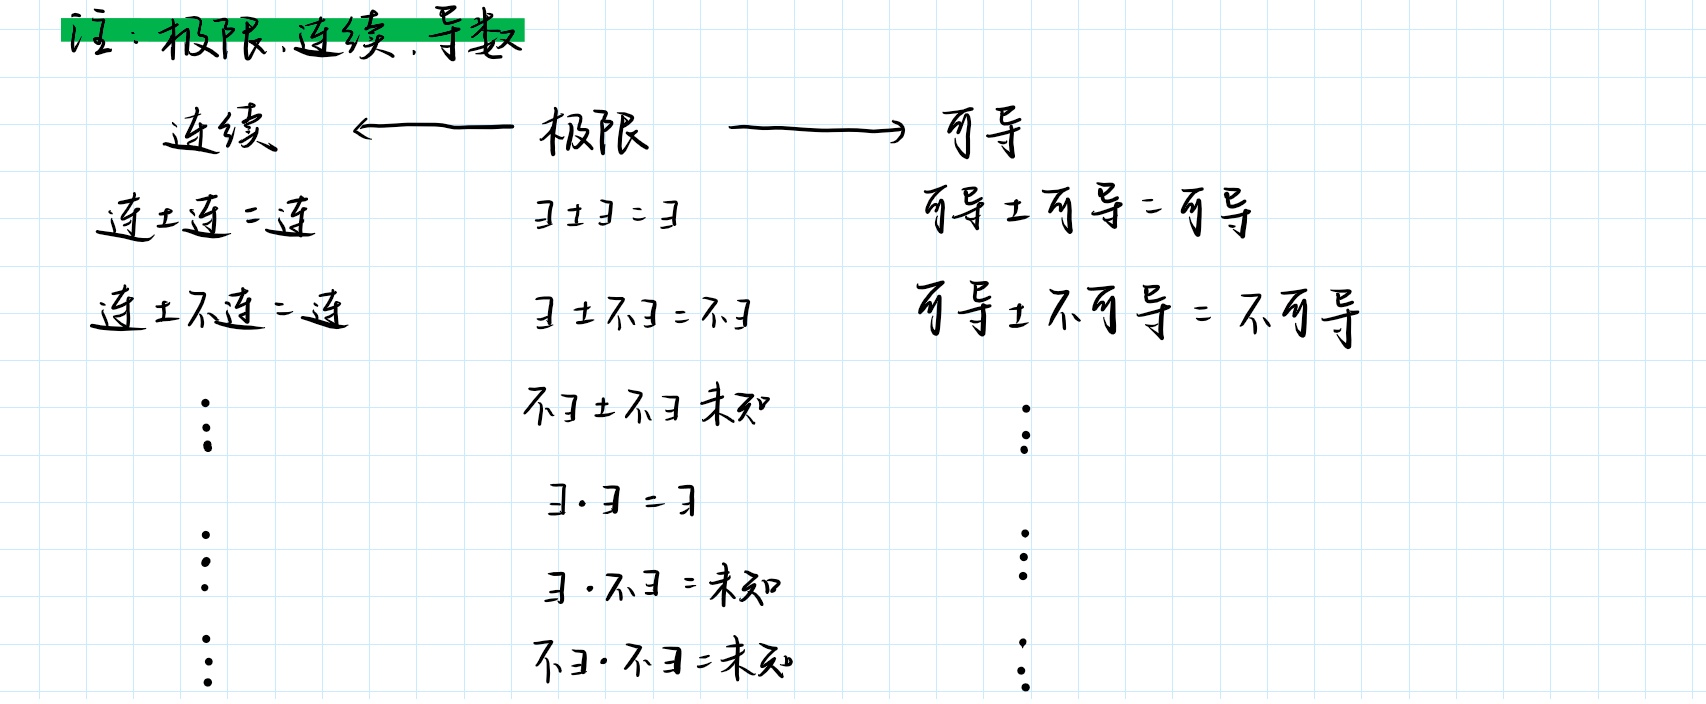 注：极限.连续.导数
连续 ← 极限 → 可导
连±连=连 ∃±∃=∃ 可导±可导=可导
连±不连=连 ∃±不∃=不∃ 可导±不可导=不可导
⋮ 不∃±不∃ 未知 ⋮
∃·∃=∃
⋮ ∃·不∃=未知 ⋮
⋮ 不∃·不∃=未知 ⋮